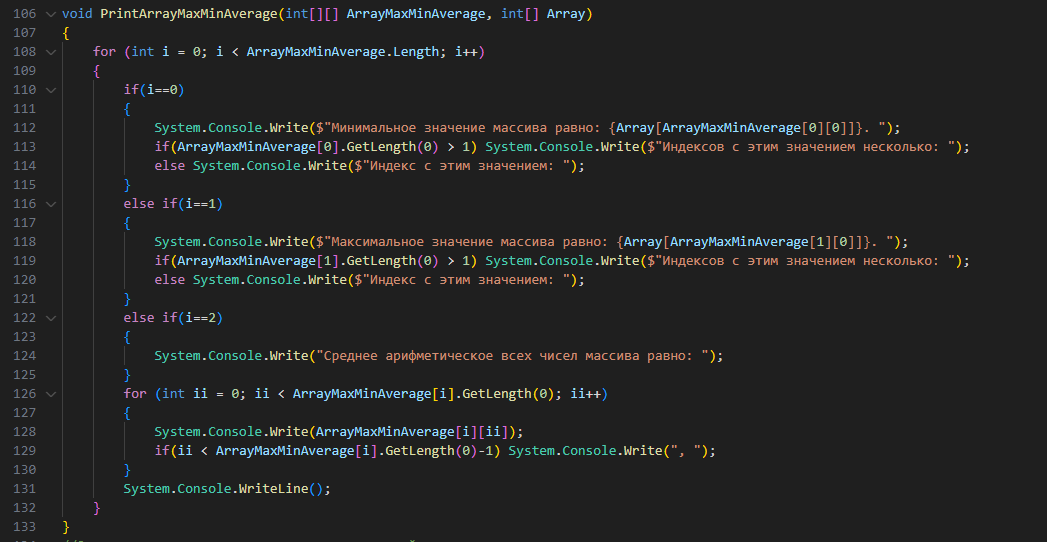 106 void PrintArrayMaxMinAverage(int[][] ArrayMaxMinAverage, int[] Array)
107 {
108     for (int i = 0; i < ArrayMaxMinAverage.Length; i++)
109     {
110         if(i==0)
111         {
112             System.Console.Write($"Минимальное значение массива равно: {Array[ArrayMaxMinAverage[0][0]]}. ");
113             if(ArrayMaxMinAverage[0].GetLength(0) > 1) System.Console.Write($"Индексов с этим значением несколько: ");
114             else System.Console.Write($"Индекс с этим значением: ");
115         }
116         else if(i==1)
117         {
118             System.Console.Write($"Максимальное значение массива равно: {Array[ArrayMaxMinAverage[1][0]]}. ");
119             if(ArrayMaxMinAverage[1].GetLength(0) > 1) System.Console.Write($"Индексов с этим значением несколько: ");
120             else System.Console.Write($"Индекс с этим значением: ");
121         }
122         else if(i==2)
123         {
124             System.Console.Write("Среднее арифметическое всех чисел массива равно: ");
125         }
126         for (int ii = 0; ii < ArrayMaxMinAverage[i].GetLength(0); ii++)
127         {
128             System.Console.Write(ArrayMaxMinAverage[i][ii]);
129             if(ii < ArrayMaxMinAverage[i].GetLength(0)-1) System.Console.Write(", ");
130         }
131         System.Console.WriteLine();
132     }
133 }